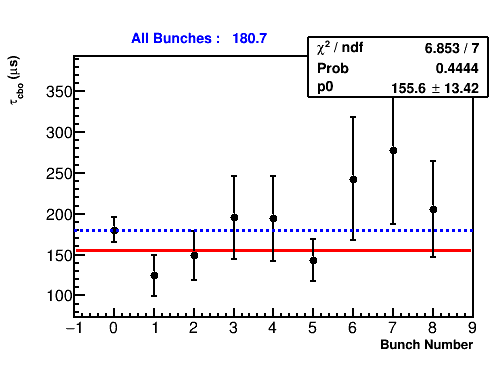 All Bunches : 180.7
χ² / ndf 6.853 / 7
Prob 0.4444
p0 155.6 ± 13.42
τcbo (μs)
350
300
250
200
150
100
−1 0 1 2 3 4 5 6 7 8 9
Bunch Number